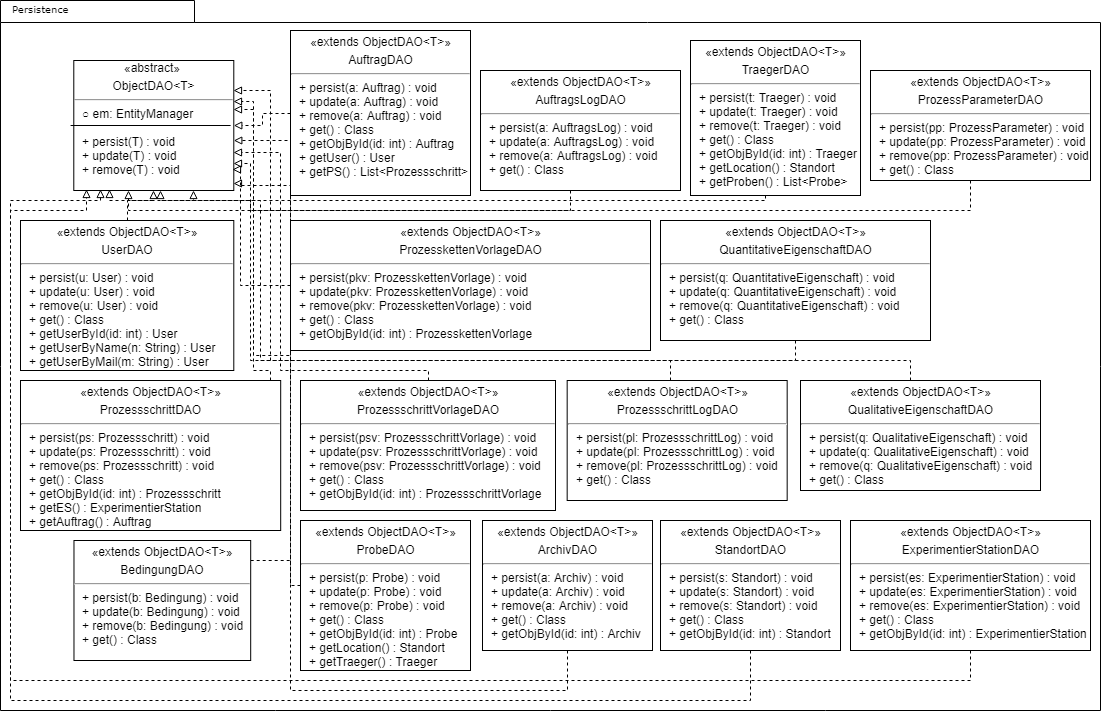 Persistence
«abstract»
ObjectDAO<T>
em: EntityManager
+ persist(T) : void
+ update(T) : void
+ remove(T) : void
«extends ObjectDAO<T>»
AuftragDAO
+ persist(a: Auftrag) : void
+ update(a: Auftrag) : void
+ remove(a: Auftrag) : void
+ get() : Class
+ getObjById(id: int) : Auftrag
+ getUser() : User
+ getPS() : List<Prozessschritt>
«extends ObjectDAO<T>»
AuftragsLogDAO
+ persist(a: AuftragsLog) : void
+ update(a: AuftragsLog) : void
+ remove(a: AuftragsLog) : void
+ get() : Class
«extends ObjectDAO<T>»
TraegerDAO
+ persist(t: Traeger) : void
+ update(t: Traeger) : void
+ remove(t: Traeger) : void
+ get() : Class
+ getObjById(id: int) : Traeger
+ getLocation() : Standort
+ getProben() : List<Probe>
«extends ObjectDAO<T>»
ProzessParameterDAO
+ persist(pp: ProzessParameter) : void
+ update(pp: ProzessParameter) : void
+ remove(pp: ProzessParameter) : void
+ get() : Class
«extends ObjectDAO<T>»
UserDAO
+ persist(u: User) : void
+ update(u: User) : void
+ remove(u: User) : void
+ get() : Class
+ getUserById(id: int) : User
+ getUserByName(n: String) : User
+ getUserByMail(m: String) : User
«extends ObjectDAO<T>»
ProzesskettenVorlageDAO
+ persist(pkv: ProzesskettenVorlage) : void
+ update(pkv: ProzesskettenVorlage) : void
+ remove(pkv: ProzesskettenVorlage) : void
+ get() : Class
+ getObjById(id: int) : ProzesskettenVorlage
«extends ObjectDAO<T>»
QuantitativeEigenschaftDAO
+ persist(q: QuantitativeEigenschaft) : void
+ update(q: QuantitativeEigenschaft) : void
+ remove(q: QuantitativeEigenschaft) : void
+ get() : Class
«extends ObjectDAO<T>»
ProzessschrittDAO
+ persist(ps: Prozessschritt) : void
+ update(ps: Prozessschritt) : void
+ remove(ps: Prozessschritt) : void
+ get() : Class
+ getObjById(id: int) : Prozessschritt
+ getES() : ExperimentierStation
+ getAuftrag() : Auftrag
«extends ObjectDAO<T>»
ProzessschrittVorlageDAO
+ persist(psv: ProzessschrittVorlage) : void
+ update(psv: ProzessschrittVorlage) : void
+ remove(psv: ProzessschrittVorlage) : void
+ get() : Class
+ getObjById(id: int) : ProzessschrittVorlage
«extends ObjectDAO<T>»
ProzessschrittLogDAO
+ persist(pl: ProzessschrittLog) : void
+ update(pl: ProzessschrittLog) : void
+ remove(pl: ProzessschrittLog) : void
+ get() : Class
«extends ObjectDAO<T>»
QualitativeEigenschaftDAO
+ persist(q: QualitativeEigenschaft) : void
+ update(q: QualitativeEigenschaft) : void
+ remove(q: QualitativeEigenschaft) : void
+ get() : Class
«extends ObjectDAO<T>»
BedingungDAO
+ persist(b: Bedingung) : void
+ update(b: Bedingung) : void
+ remove(b: Bedingung) : void
+ get() : Class
«extends ObjectDAO<T>»
ProbeDAO
+ persist(p: Probe) : void
+ update(p: Probe) : void
+ remove(p: Probe) : void
+ get() : Class
+ getObjById(id: int) : Probe
+ getLocation() : Standort
+ getTraeger() : Traeger
«extends ObjectDAO<T>»
ArchivDAO
+ persist(a: Archiv) : void
+ update(a: Archiv) : void
+ remove(a: Archiv) : void
+ get() : Class
+ getObjById(id: int) : Archiv
«extends ObjectDAO<T>»
StandortDAO
+ persist(s: Standort) : void
+ update(s: Standort) : void
+ remove(s: Standort) : void
+ get() : Class
+ getObjById(id: int) : Standort
«extends ObjectDAO<T>»
ExperimentierStationDAO
+ persist(es: ExperimentierStation) : void
+ update(es: ExperimentierStation) : void
+ remove(es: ExperimentierStation) : void
+ get() : Class
+ getObjById(id: int) : ExperimentierStation